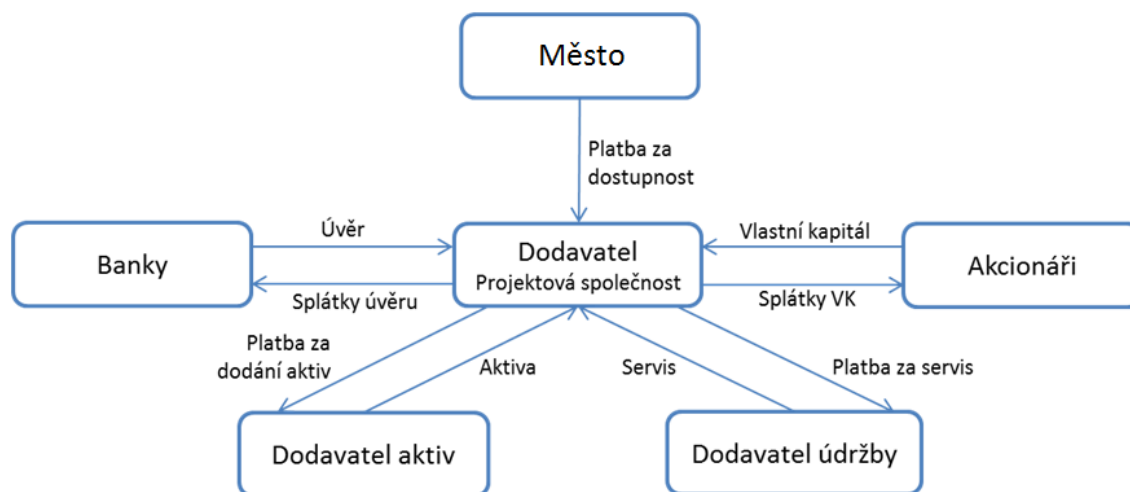 Město
Platba za
dostupnost
Úvěr
Vlastní kapitál
Banky
Dodavatel
Projektová společnost
Akcionáři
Splátky úvěru
Splátky VK
Platba za
dodání aktiv
Aktiva
Servis
Platba za servis
Dodavatel aktiv
Dodavatel údržby